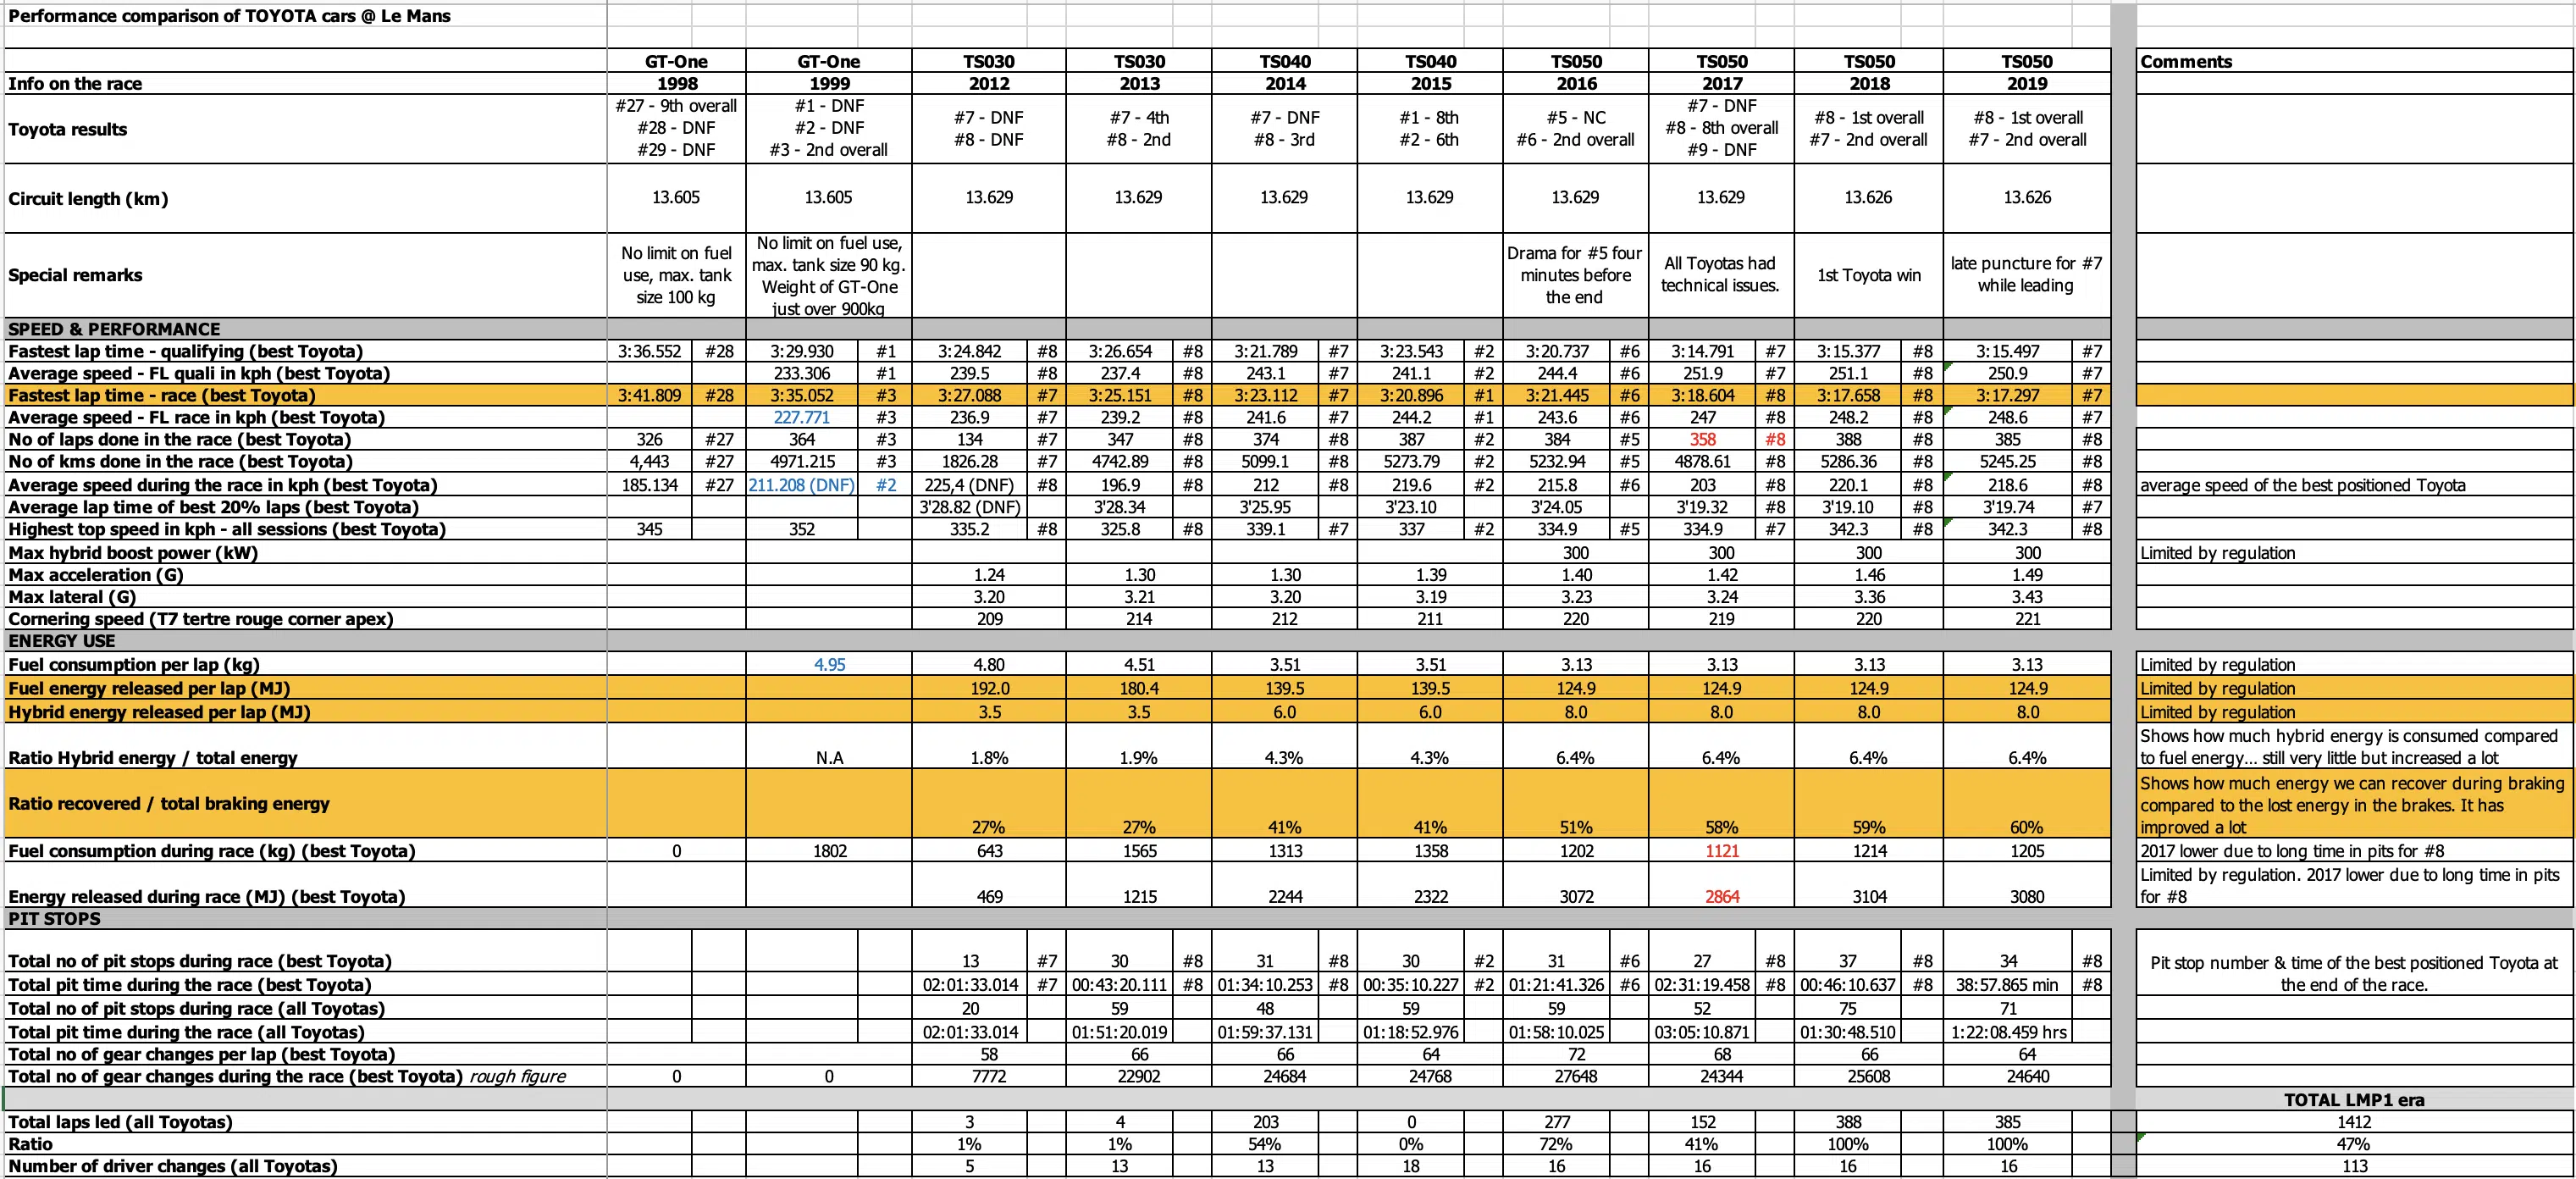 Performance comparison of TOYOTA cars @ Le Mans
GT-One GT-One TS030 TS030 TS040 TS040 TS050 TS050 TS050 TS050 Comments
Info on the race 1998 1999 2012 2013 2014 2015 2016 2017 2018 2019
Toyota results
#27 - 9th overall
#28 - DNF
#29 - DNF
#1 - DNF
#2 - DNF
#3 - 2nd overall
#7 - DNF
#8 - DNF
#7 - 4th
#8 - 2nd
#7 - DNF
#8 - 3rd
#1 - 8th
#2 - 6th
#5 - NC
#6 - 2nd overall
#7 - DNF
#8 - 8th overall
#9 - DNF
#8 - 1st overall
#7 - 2nd overall
#8 - 1st overall
#7 - 2nd overall
Circuit length (km) 13.605 13.605 13.629 13.629 13.629 13.629 13.629 13.629 13.626 13.626
Special remarks
No limit on fuel
use, max. tank
size 100 kg
No limit on fuel use,
max. tank size 90 kg.
Weight of GT-One
just over 900kg
Drama for #5 four
minutes before
the end
All Toyotas had
technical issues.
1st Toyota win
late puncture for #7
while leading
SPEED & PERFORMANCE
Fastest lap time - qualifying (best Toyota) 3:36.552 #28 3:29.930 #1 3:24.842 #8 3:26.654 #8 3:21.789 #7 3:23.543 #2 3:20.737 #6 3:14.791 #7 3:15.377 #8 3:15.497 #7
Average speed - FL quali in kph (best Toyota) 233.306 #1 239.5 #8 237.4 #8 243.1 #7 241.1 #2 244.4 #6 251.9 #7 251.1 #8 250.9 #7
Fastest lap time - race (best Toyota) 3:41.809 #28 3:35.052 #3 3:27.088 #7 3:25.151 #8 3:23.112 #7 3:20.896 #1 3:21.445 #6 3:18.604 #8 3:17.658 #8 3:17.297 #7
Average speed - FL race in kph (best Toyota) 227.771 #3 236.9 #7 239.2 #8 241.6 #7 244.2 #1 243.6 #6 247 #8 248.2 #8 248.6 #7
No of laps done in the race (best Toyota) 326 #27 364 #3 134 #7 347 #8 374 #8 387 #2 384 #5 358 #8 388 #8 385 #8
No of kms done in the race (best Toyota) 4,443 #27 4971.215 #3 1826.28 #7 4742.89 #8 5099.1 #8 5273.79 #2 5232.94 #5 4878.61 #8 5286.36 #8 5245.25 #8
Average speed during the race in kph (best Toyota) 185.134 #27 211.208 (DNF) #2 225,4 (DNF) #8 196.9 #8 212 #8 219.6 #2 215.8 #6 203 #8 220.1 #8 218.6 #8 average speed of the best positioned Toyota
Average lap time of best 20% laps (best Toyota) 3'28.82 (DNF) 3'28.34 3'25.95 3'23.10 3'24.05 3'19.32 #8 3'19.10 #8 3'19.74 #7
Highest top speed in kph - all sessions (best Toyota) 345 352 335.2 #8 325.8 #8 339.1 #7 337 #2 334.9 #5 334.9 #7 342.3 #8 342.3 #8
Max hybrid boost power (kW) 300 300 300 300 Limited by regulation
Max acceleration (G) 1.24 1.30 1.30 1.39 1.40 1.42 1.46 1.49
Max lateral (G) 3.20 3.21 3.20 3.19 3.23 3.24 3.36 3.43
Cornering speed (T7 tertre rouge corner apex) 209 214 212 211 220 219 220 221
ENERGY USE
Fuel consumption per lap (kg) 4.95 4.80 4.51 3.51 3.51 3.13 3.13 3.13 3.13 Limited by regulation
Fuel energy released per lap (MJ) 192.0 180.4 139.5 139.5 124.9 124.9 124.9 124.9 Limited by regulation
Hybrid energy released per lap (MJ) 3.5 3.5 6.0 6.0 8.0 8.0 8.0 8.0 Limited by regulation
Ratio Hybrid energy / total energy N.A 1.8% 1.9% 4.3% 4.3% 6.4% 6.4% 6.4% 6.4%
Shows how much hybrid energy is consumed compared
to fuel energy... still very little but increased a lot
Ratio recovered / total braking energy 27% 27% 41% 41% 51% 58% 59% 60%
Shows how much energy we can recover during braking
compared to the lost energy in the brakes. It has
improved a lot
Fuel consumption during race (kg) (best Toyota) 0 1802 643 1565 1313 1358 1202 1121 1214 1205 2017 lower due to long time in pits for #8
Energy released during race (MJ) (best Toyota) 469 1215 2244 2322 3072 2864 3104 3080
Limited by regulation. 2017 lower due to long time in pits
for #8
PIT STOPS
Total no of pit stops during race (best Toyota) 13 #7 30 #8 31 #8 30 #2 31 #6 27 #8 37 #8 34 #8
Total pit time during the race (best Toyota) 02:01:33.014 #7 00:43:20.111 #8 01:34:10.253 #8 00:35:10.227 #2 01:21:41.326 #6 02:31:19.458 #8 00:46:10.637 #8 38:57.865 min #8
Pit stop number & time of the best positioned Toyota at
the end of the race.
Total no of pit stops during race (all Toyotas) 20 59 48 59 59 52 75 71
Total pit time during the race (all Toyotas) 02:01:33.014 01:51:20.019 01:59:37.131 01:18:52.976 01:58:10.025 03:05:10.871 01:30:48.510 1:22:08.459 hrs
Total no of gear changes per lap (best Toyota) 58 66 66 64 72 68 66 64
Total no of gear changes during the race (best Toyota) rough figure 0 0 7772 22902 24684 24768 27648 24344 25608 24640
TOTAL LMP1 era
Total laps led (all Toyotas) 3 4 203 0 277 152 388 385 1412
Ratio 1% 1% 54% 0% 72% 41% 100% 100% 47%
Number of driver changes (all Toyotas) 5 13 13 18 16 16 16 16 113